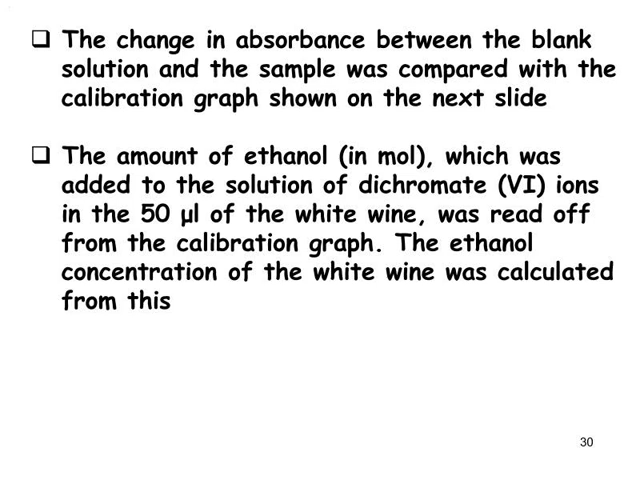 ❑ The change in absorbance between the blank
solution and the sample was compared with the
calibration graph shown on the next slide
❑ The amount of ethanol (in mol), which was
added to the solution of dichromate (VI) ions
in the 50 µl of the white wine, was read off
from the calibration graph. The ethanol
concentration of the white wine was calculated
from this
30